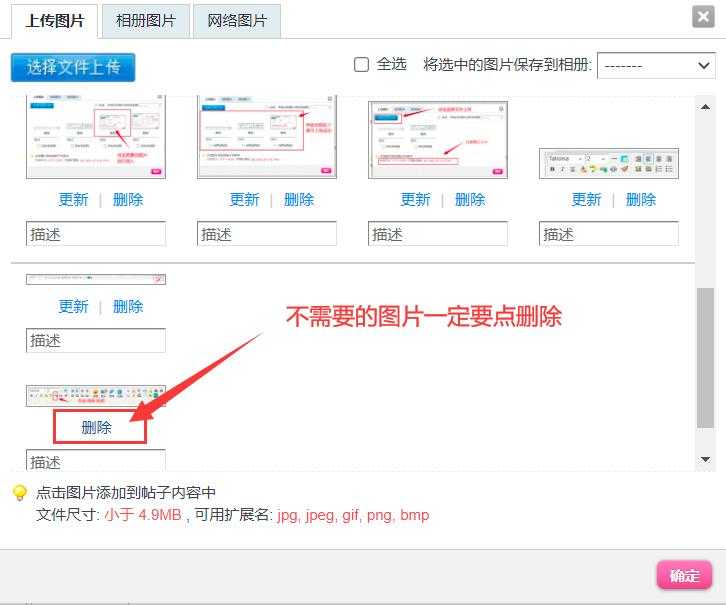 上传图片 相册图片 网络图片
选择文件上传 全选 将选中的图片保存到相册: -------
更新 | 删除 更新 | 删除 更新 | 删除 更新 | 删除
描述 描述 描述 描述
更新 | 删除
不需要的图片一定要点删除
描述
删除
描述
点击图片添加到帖子内容中
文件尺寸: 小于 4.9MB , 可用扩展名: jpg, jpeg, gif, png, bmp
确定